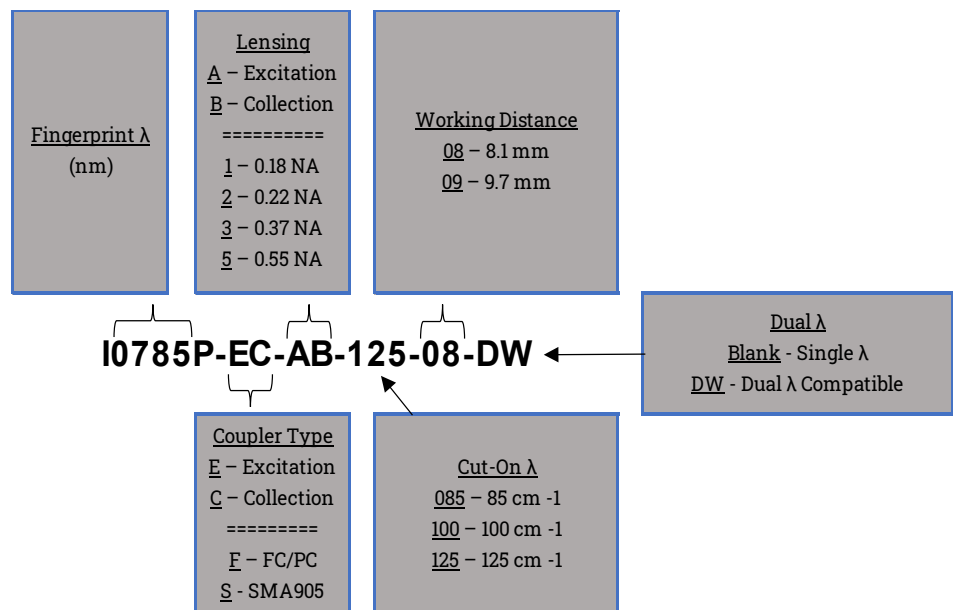 Fingerprint λ
(nm)
Lensing
A – Excitation
B – Collection
==========
1 – 0.18 NA
2 – 0.22 NA
3 – 0.37 NA
5 – 0.55 NA
Working Distance
08 – 8.1 mm
09 – 9.7 mm
I0785P-EC-AB-125-08-DW
Dual λ
Blank - Single λ
DW - Dual λ Compatible
Coupler Type
E – Excitation
C – Collection
=========
F – FC/PC
S - SMA905
Cut-On λ
085 – 85 cm -1
100 – 100 cm -1
125 – 125 cm -1